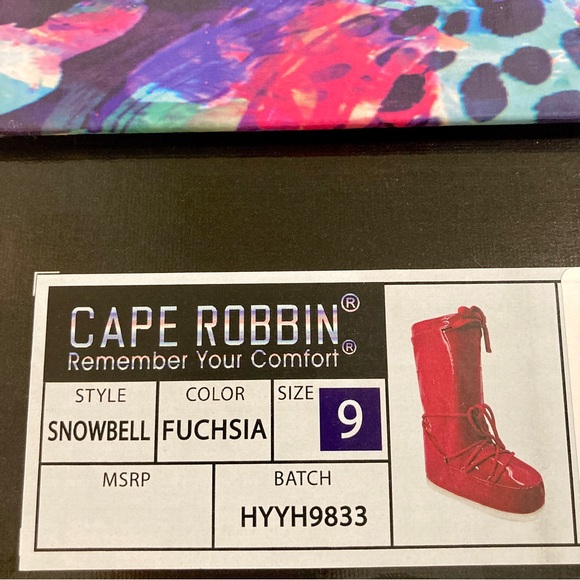 CAPE ROBBIN®
Remember Your Comfort®
STYLE COLOR SIZE 9
SNOWBELL FUCHSIA
MSRP BATCH
HYYH9833